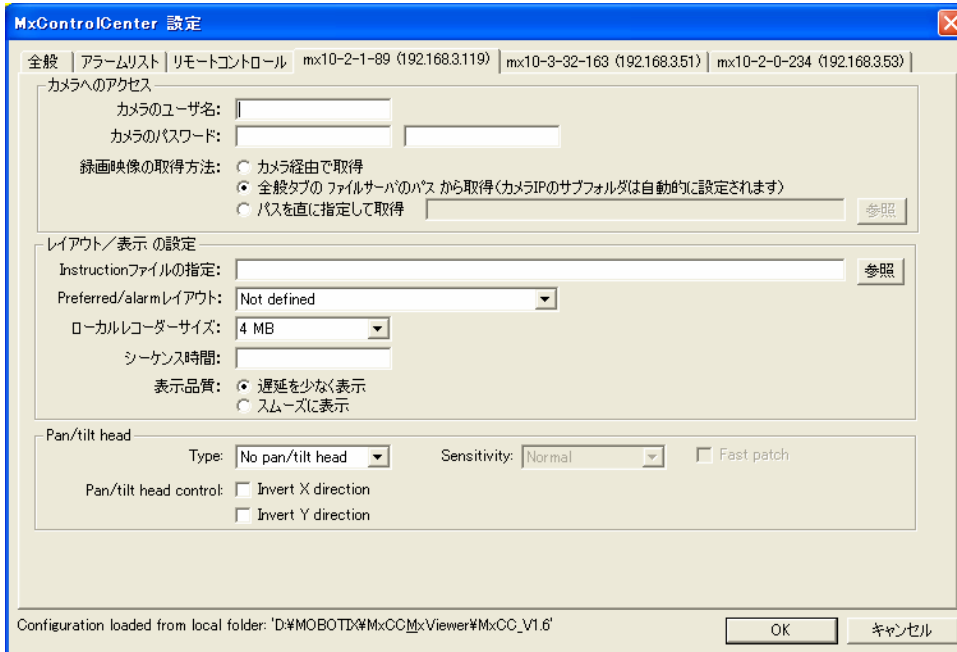 MxControlCenter 設定
全般 アラームリスト リモートコントロール mx10-2-1-89 (192.168.3.119) mx10-3-32-163 (192.168.3.51) mx10-2-0-234 (192.168.3.53)
カメラへのアクセス
カメラのユーザ名:
カメラのパスワード:
録画映像の取得方法: カメラ経由で取得
全般タブの ファイルサーバのパス から取得(カメラIPのサブフォルダは自動的に設定されます)
パスを直に指定して取得 参照
レイアウト/表示 の設定
Instructionファイルの指定: 参照
Preferred/alarmレイアウト: Not defined
ローカルレコーダーサイズ: 4 MB
シーケンス時間:
表示品質: 遅延を少なく表示
スムーズに表示
Pan/tilt head
Type: No pan/tilt head Sensitivity: Normal Fast patch
Pan/tilt head control: Invert X direction
Invert Y direction
Configuration loaded from local folder: 'D:¥MOBOTIX¥MxCCMxViewer¥MxCC_V1.6'
OK キャンセル